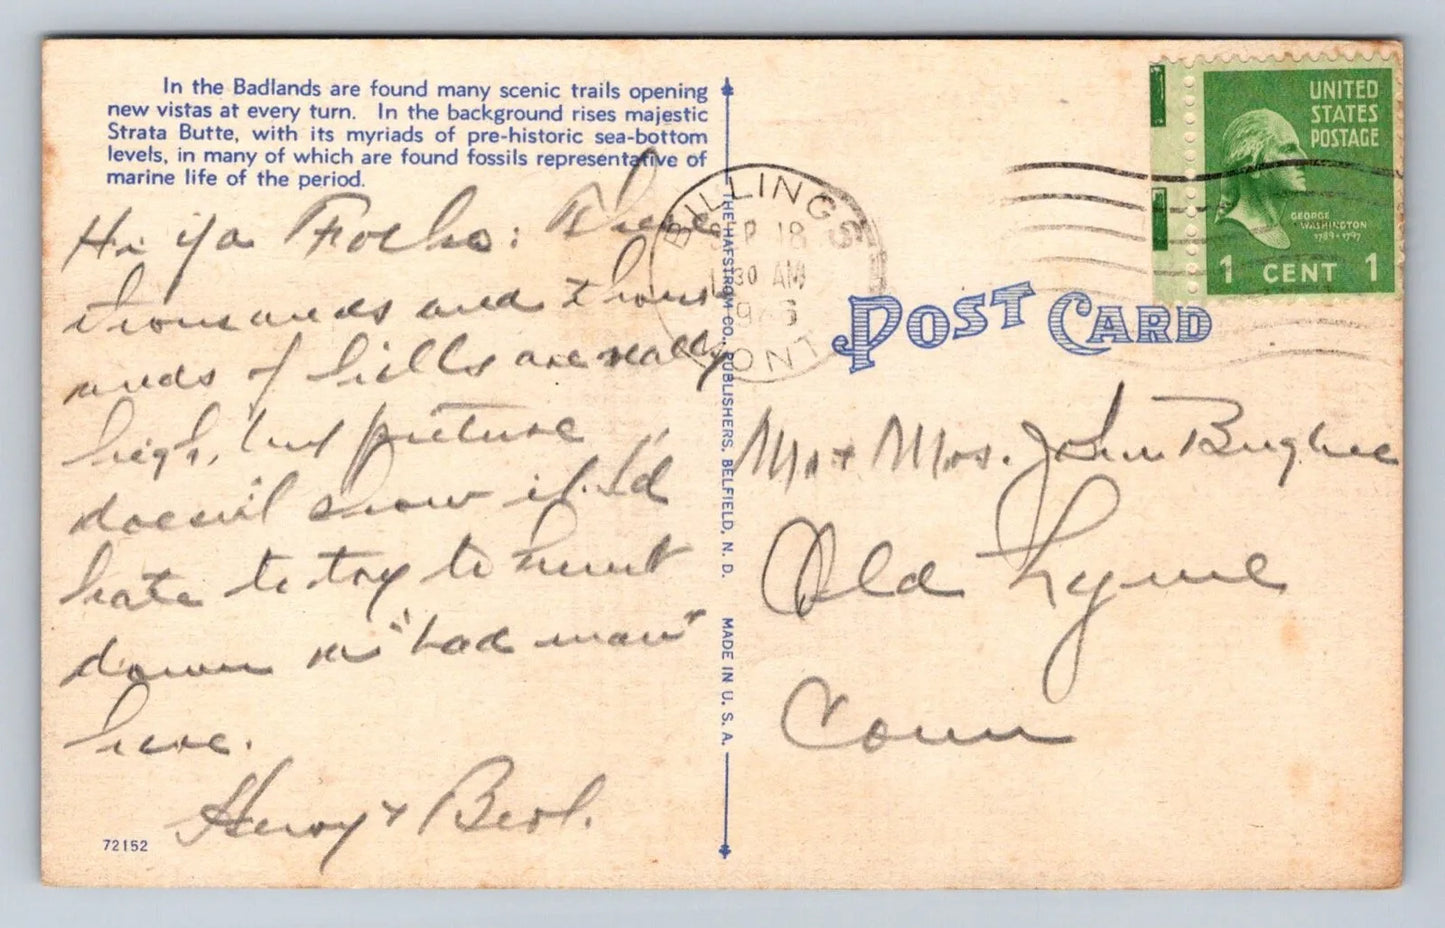 In the Badlands are found many scenic trails opening
new vistas at every turn. In the background rises majestic
Strata Butte, with its myriads of pre-historic sea-bottom
levels, in many of which are found fossils representative of
marine life of the period.
Hi ya Folks: These
thousands and thous
ands of hills are really
high, but picture
doesn't show it. I'd
hate to try to hunt
down a "bad man"
here.
Henry + Berl.
72152
THE HAFSTROM CO., PUBLISHERS, BELFIELD, N. D. MADE IN U. S. A.
BILLINGS
SEP 18
30 AM
MONT
UNITED
STATES
POSTAGE
GEORGE
WASHINGTON
1789-1797
1 CENT 1
POST CARD
Mr + Mrs. John Bughee
Old Lyme
Conn